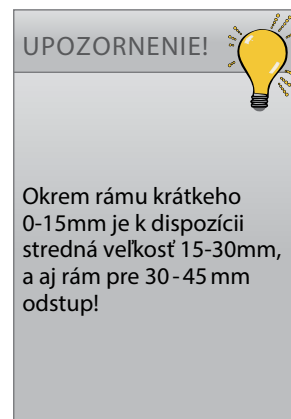 UPOZORNENIE!
Okrem rámu krátkeho
0-15mm je k dispozícii
stredná veľkosť 15-30mm,
a aj rám pre 30-45 mm
odstup!